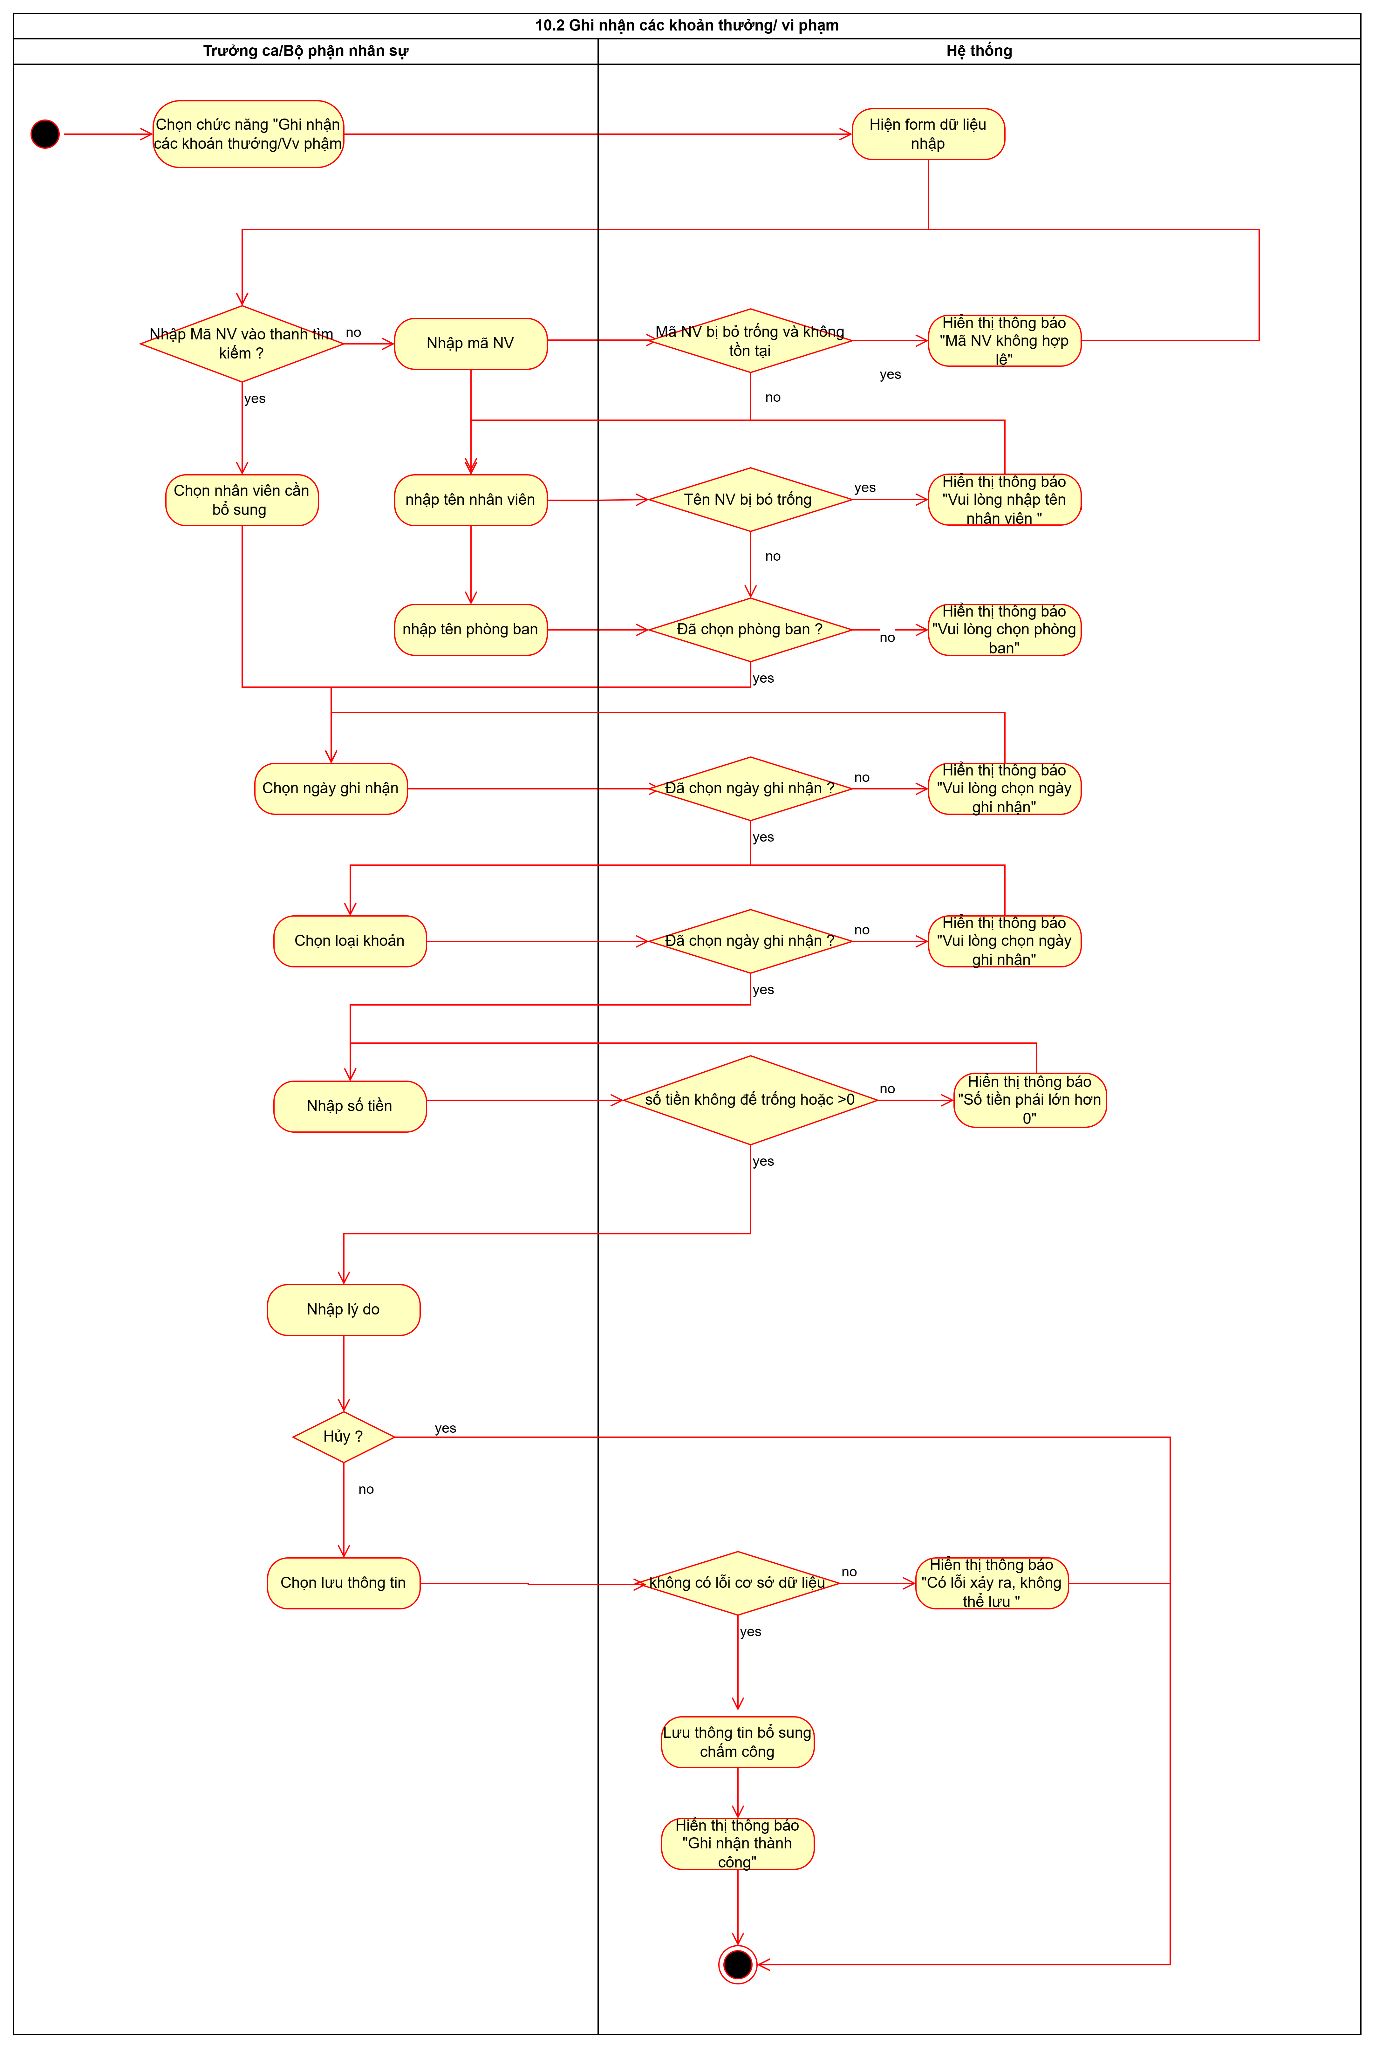 10.2 Ghi nhận các khoản thưởng/ vi phạm
Trưởng ca/Bộ phận nhân sự
Hệ thống
Chọn chức năng "Ghi nhận
các khoản thưởng/Vv phậm
Hiện form dữ liệu
nhập
Nhập Mã NV vào thanh tìm
kiếm ?
no
yes
Nhập mã NV
Mã NV bị bỏ trống và không
tồn tại
yes
no
Hiển thị thông báo
"Mã NV không hợp
lệ"
Chọn nhân viên cần
bổ sung
nhập tên nhân viên
Tên NV bị bỏ trống
yes
no
Hiển thị thông báo
"Vui lòng nhập tên
nhân viên "
nhập tên phòng ban
Đã chọn phòng ban ?
no
yes
Hiển thị thông báo
"Vui lòng chọn phòng
ban"
Chọn ngày ghi nhận
Đã chọn ngày ghi nhận ?
no
yes
Hiển thị thông báo
"Vui lòng chọn ngày
ghi nhận"
Chọn loại khoản
Đã chọn ngày ghi nhận ?
no
yes
Hiển thị thông báo
"Vui lòng chọn ngày
ghi nhận"
Nhập số tiền
số tiền không để trống hoặc >0
no
yes
Hiển thị thông báo
"Số tiền phải lớn hơn
0"
Nhập lý do
Hủy ?
yes
no
Chọn lưu thông tin
không có lỗi cơ sở dữ liệu
no
yes
Hiển thị thông báo
"Có lỗi xảy ra, không
thể lưu "
Lưu thông tin bổ sung
chấm công
Hiển thị thông báo
"Ghi nhận thành
công"